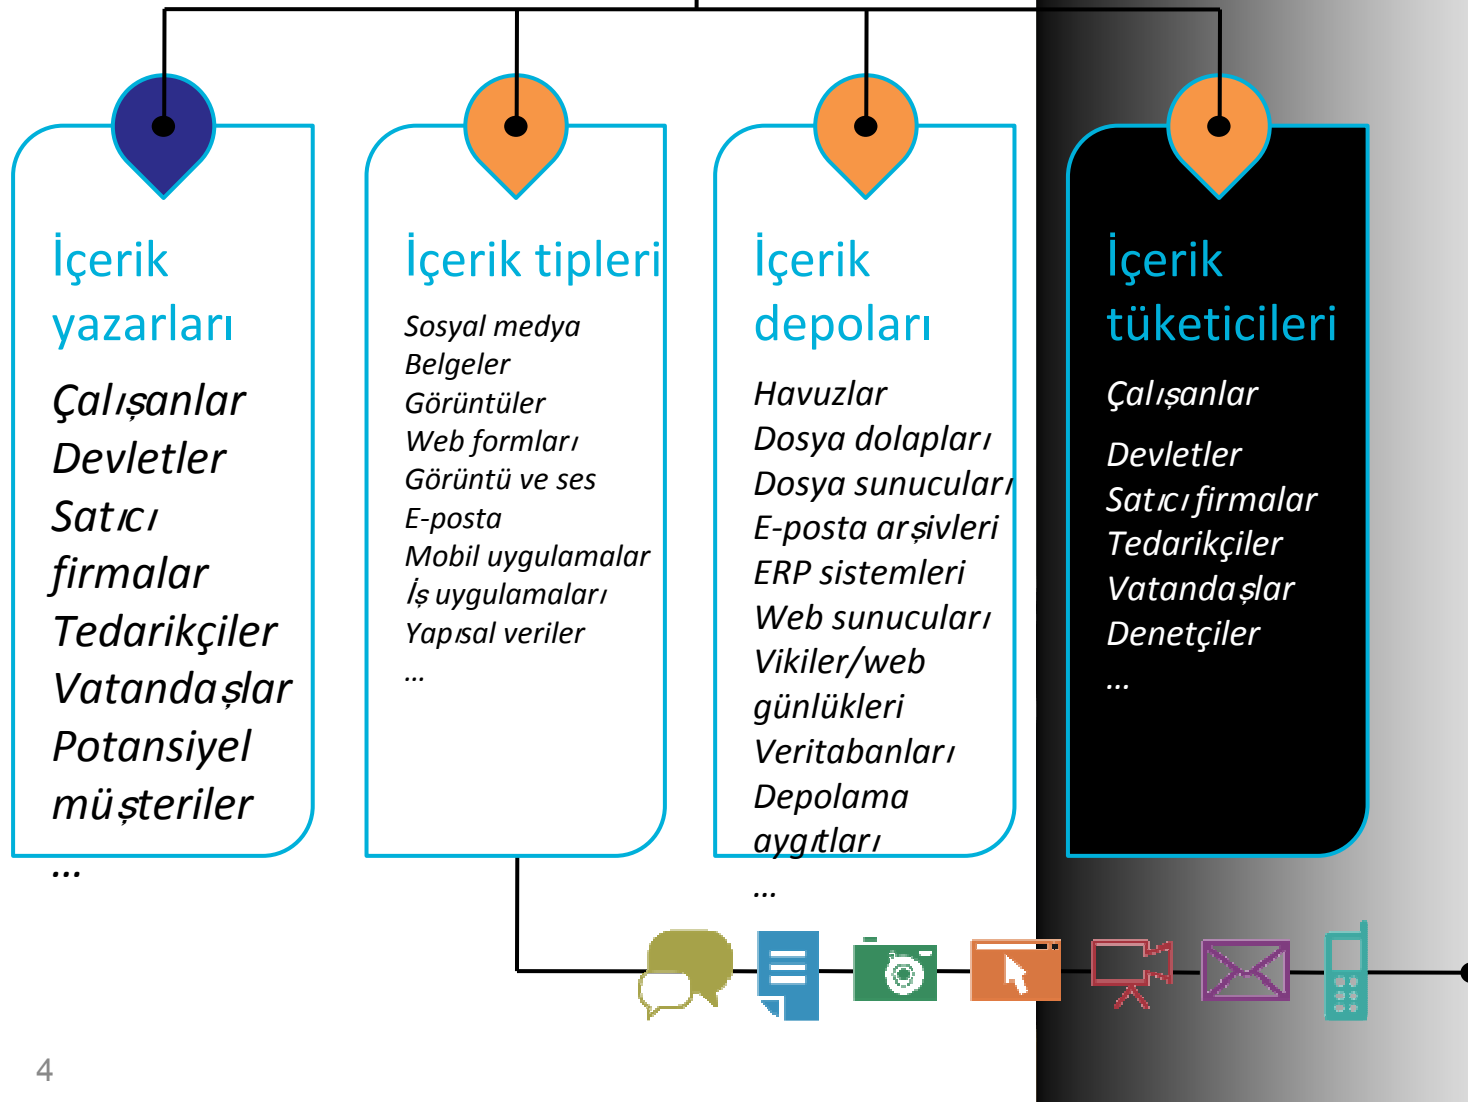 İçerik
yazarları
Çalışanlar
Devletler
Satıcı
firmalar
Tedarikçiler
Vatandaşlar
Potansiyel
müşteriler
...
İçerik tipleri
Sosyal medya
Belgeler
Görüntüler
Web formları
Görüntü ve ses
E-posta
Mobil uygulamalar
İş uygulamaları
Yapısal veriler
...
İçerik
depoları
Havuzlar
Dosya dolapları
Dosya sunucuları
E-posta arşivleri
ERP sistemleri
Web sunucuları
Vikiler/web
günlükleri
Veritabanları
Depolama
aygıtları
...
İçerik
tüketicileri
Çalışanlar
Devletler
Satıcı firmalar
Tedarikçiler
Vatandaşlar
Denetçiler
...
4